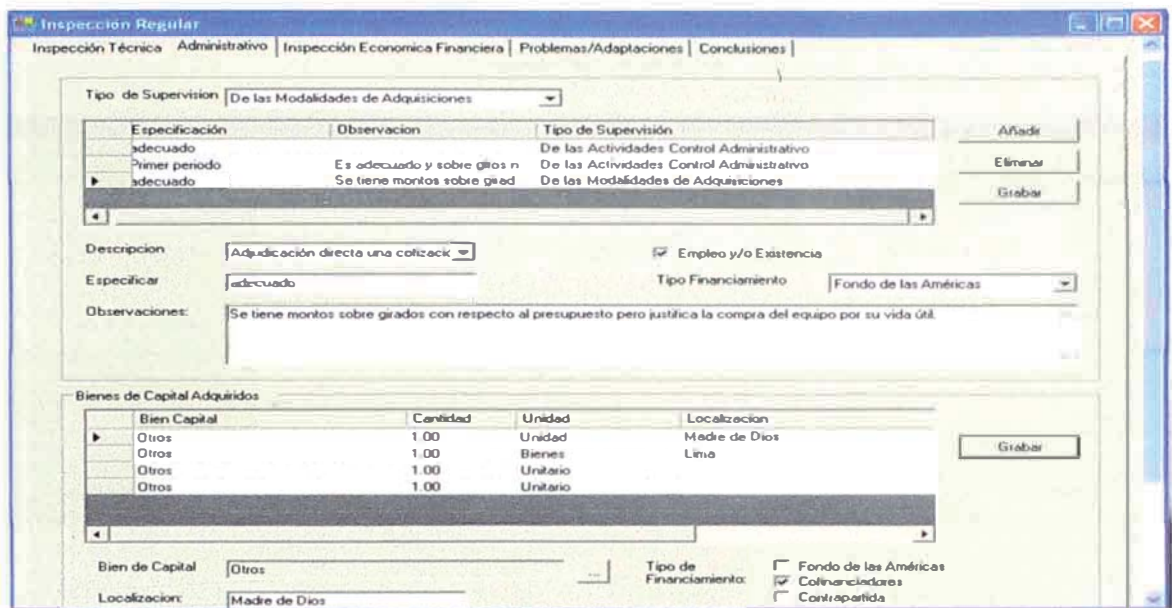 Inspección Regular
Inspección Técnica Administrativo Inspección Economica Financiera Problemas/Adaptaciones Conclusiones
Tipo de Supervision De las Modalidades de Adquisiciones
Especificación Observacion Tipo de Supervisión Añadir
adecuado De las Actividades Control Administrativo
Primer periodo Es adecuado y sobre giros n De las Actividades Control Administrativo Eliminar
adecuado Se tiene montos sobre girad De las Modalidades de Adquisiciones
Grabar
Descripcion Adjudicación directa una cotizació Empleo y/o Existencia
Especificar adecuado Tipo Financiamiento Fondo de las Américas
Observaciones: Se tiene montos sobre girados con respecto al presupuesto pero justifica la compra del equipo por su vida útil.
Bienes de Capital Adquiridos
Bien Capital Cantidad Unidad Localizacion
Otros 1.00 Unidad Madre de Dios
Grabar
Otros 1.00 Bienes Lima
Otros 1.00 Unitario
Otros 1.00 Unitario
Bien de Capital Otros ... Tipo de Financiamiento: Fondo de las Américas
Cofinanciadores
Localizacion: Madre de Dios Contrapartida